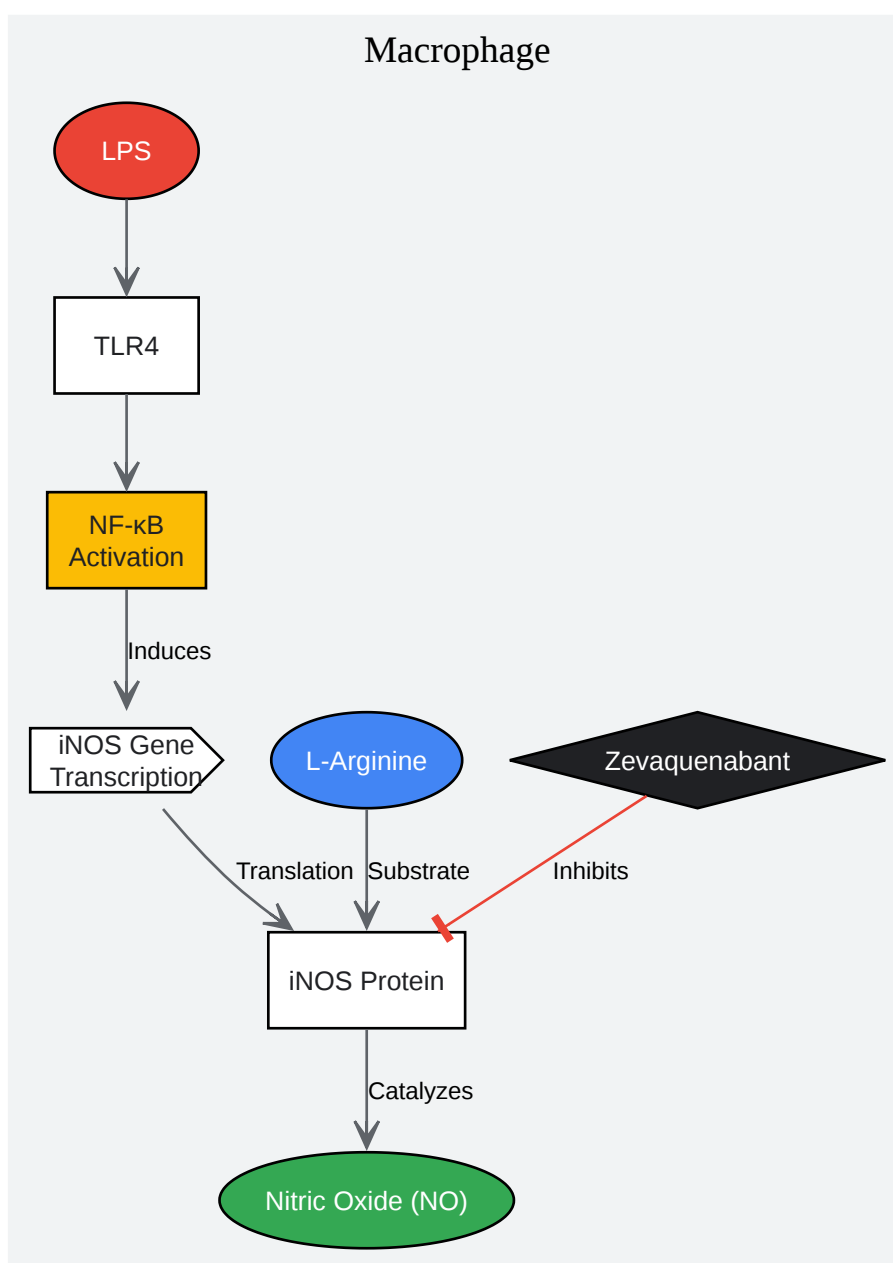 Macrophage
LPS
TLR4
NF-κB
Activation
Induces
iNOS Gene
Transcription
L-Arginine
Zevaquenabant
Translation
Substrate
Inhibits
iNOS Protein
Catalyzes
Nitric Oxide (NO)